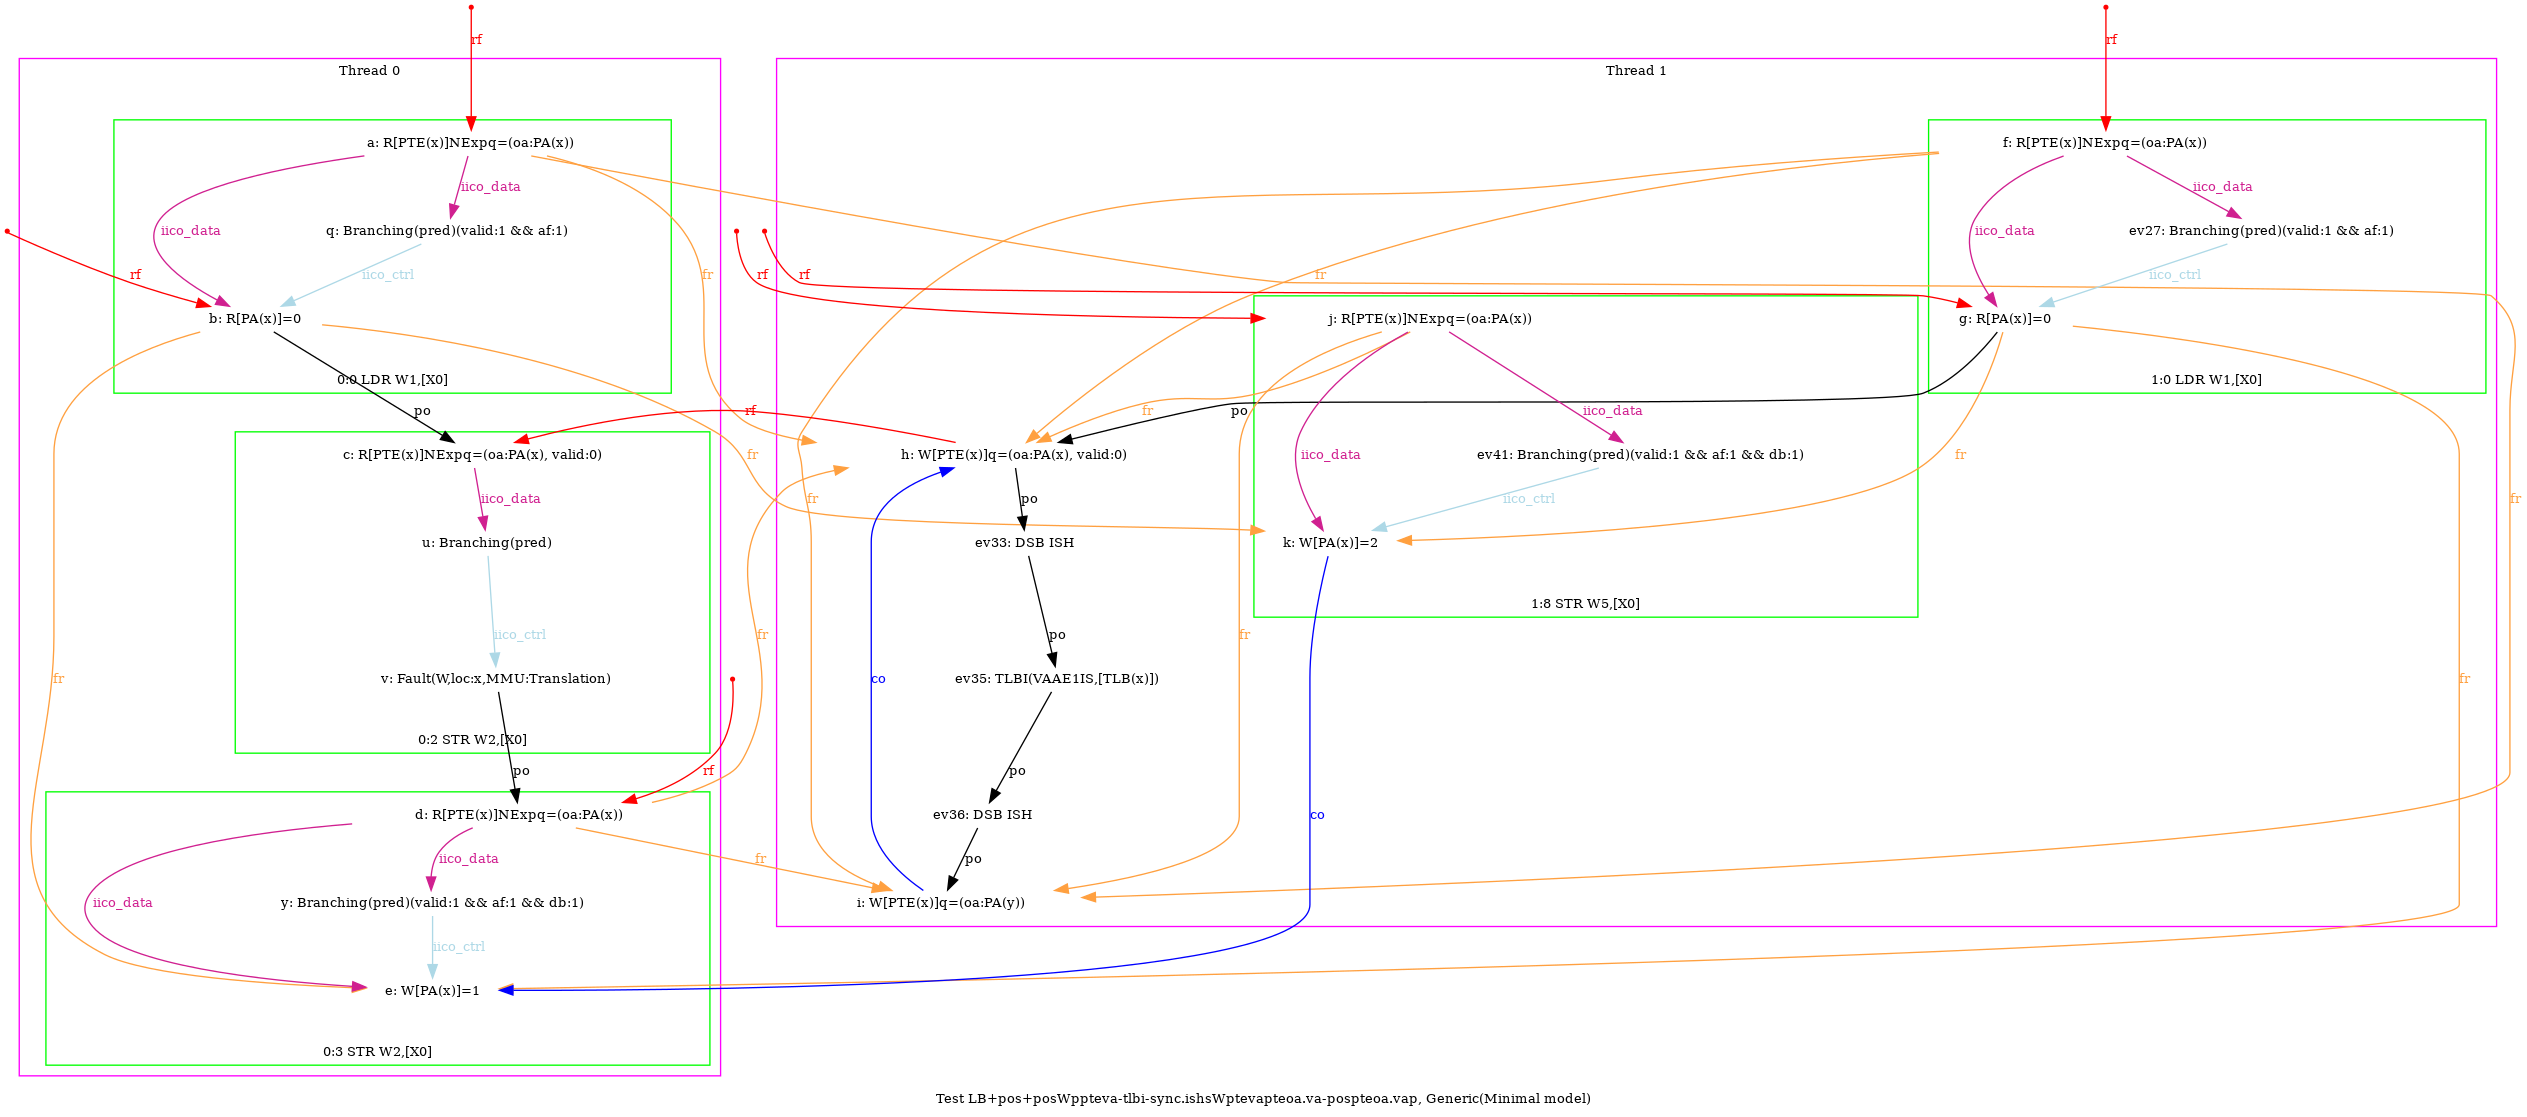 rf
rf
Thread 0
Thread 1
a: R[PTE(x)]NExpq=(oa:PA(x))
f: R[PTE(x)]NExpq=(oa:PA(x))
iico_data
iico_data
iico_data
q: Branching(pred)(valid:1 && af:1)
iico_data
ev27: Branching(pred)(valid:1 && af:1)
rf
iico_ctrl
fr
rf
rf
fr
iico_ctrl
b: R[PA(x)]=0
j: R[PTE(x)]NExpq=(oa:PA(x))
g: R[PA(x)]=0
0:0 LDR W1,[X0]
1:0 LDR W1,[X0]
po
rf
fr
po
iico_data
c: R[PTE(x)]NExpq=(oa:PA(x), valid:0)
fr
h: W[PTE(x)]q=(oa:PA(x), valid:0)
iico_data
ev41: Branching(pred)(valid:1 && af:1 && db:1)
fr
iico_data
fr
po
iico_ctrl
fr
u: Branching(pred)
ev33: DSB ISH
k: W[PA(x)]=2
1:8 STR W5,[X0]
iico_ctrl
fr
po
fr
fr
v: Fault(W,loc:x,MMU:Translation)
co
ev35: TLBI(VAAE1IS,[TLB(x)])
fr
0:2 STR W2,[X0]
po
rf
po
d: R[PTE(x)]NExpq=(oa:PA(x))
ev36: DSB ISH
co
iico_data
fr
po
iico_data
y: Branching(pred)(valid:1 && af:1 && db:1)
i: W[PTE(x)]q=(oa:PA(y))
iico_ctrl
e: W[PA(x)]=1
0:3 STR W2,[X0]
Test LB+pos+posWppteva-tlbi-sync.ishsWptevapteoa.va-pospteoa.vap, Generic(Minimal model)